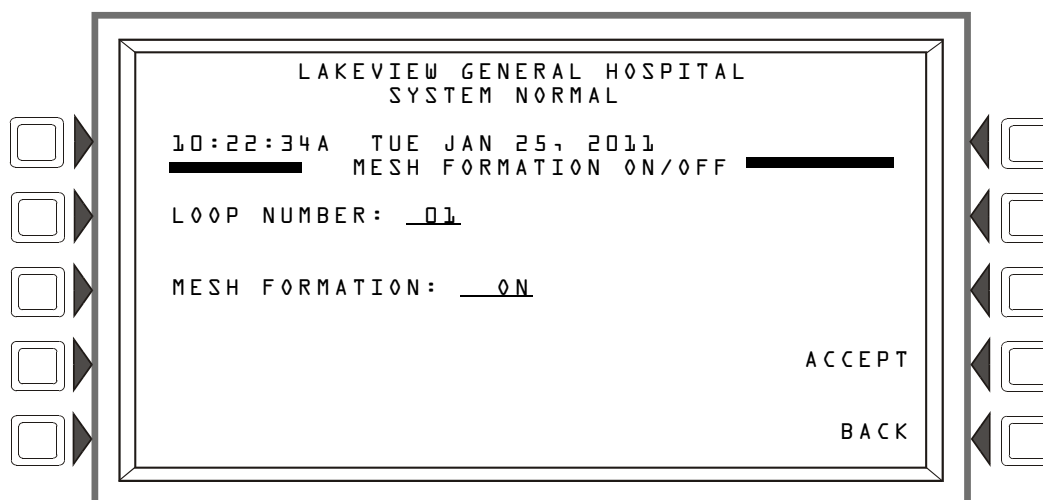 LAKEVIEW GENERAL HOSPITAL
SYSTEM NORMAL
10:22:34A TUE JAN 25, 2011
MESH FORMATION ON/OFF
LOOP NUMBER: 01
MESH FORMATION: ON
ACCEPT
BACK